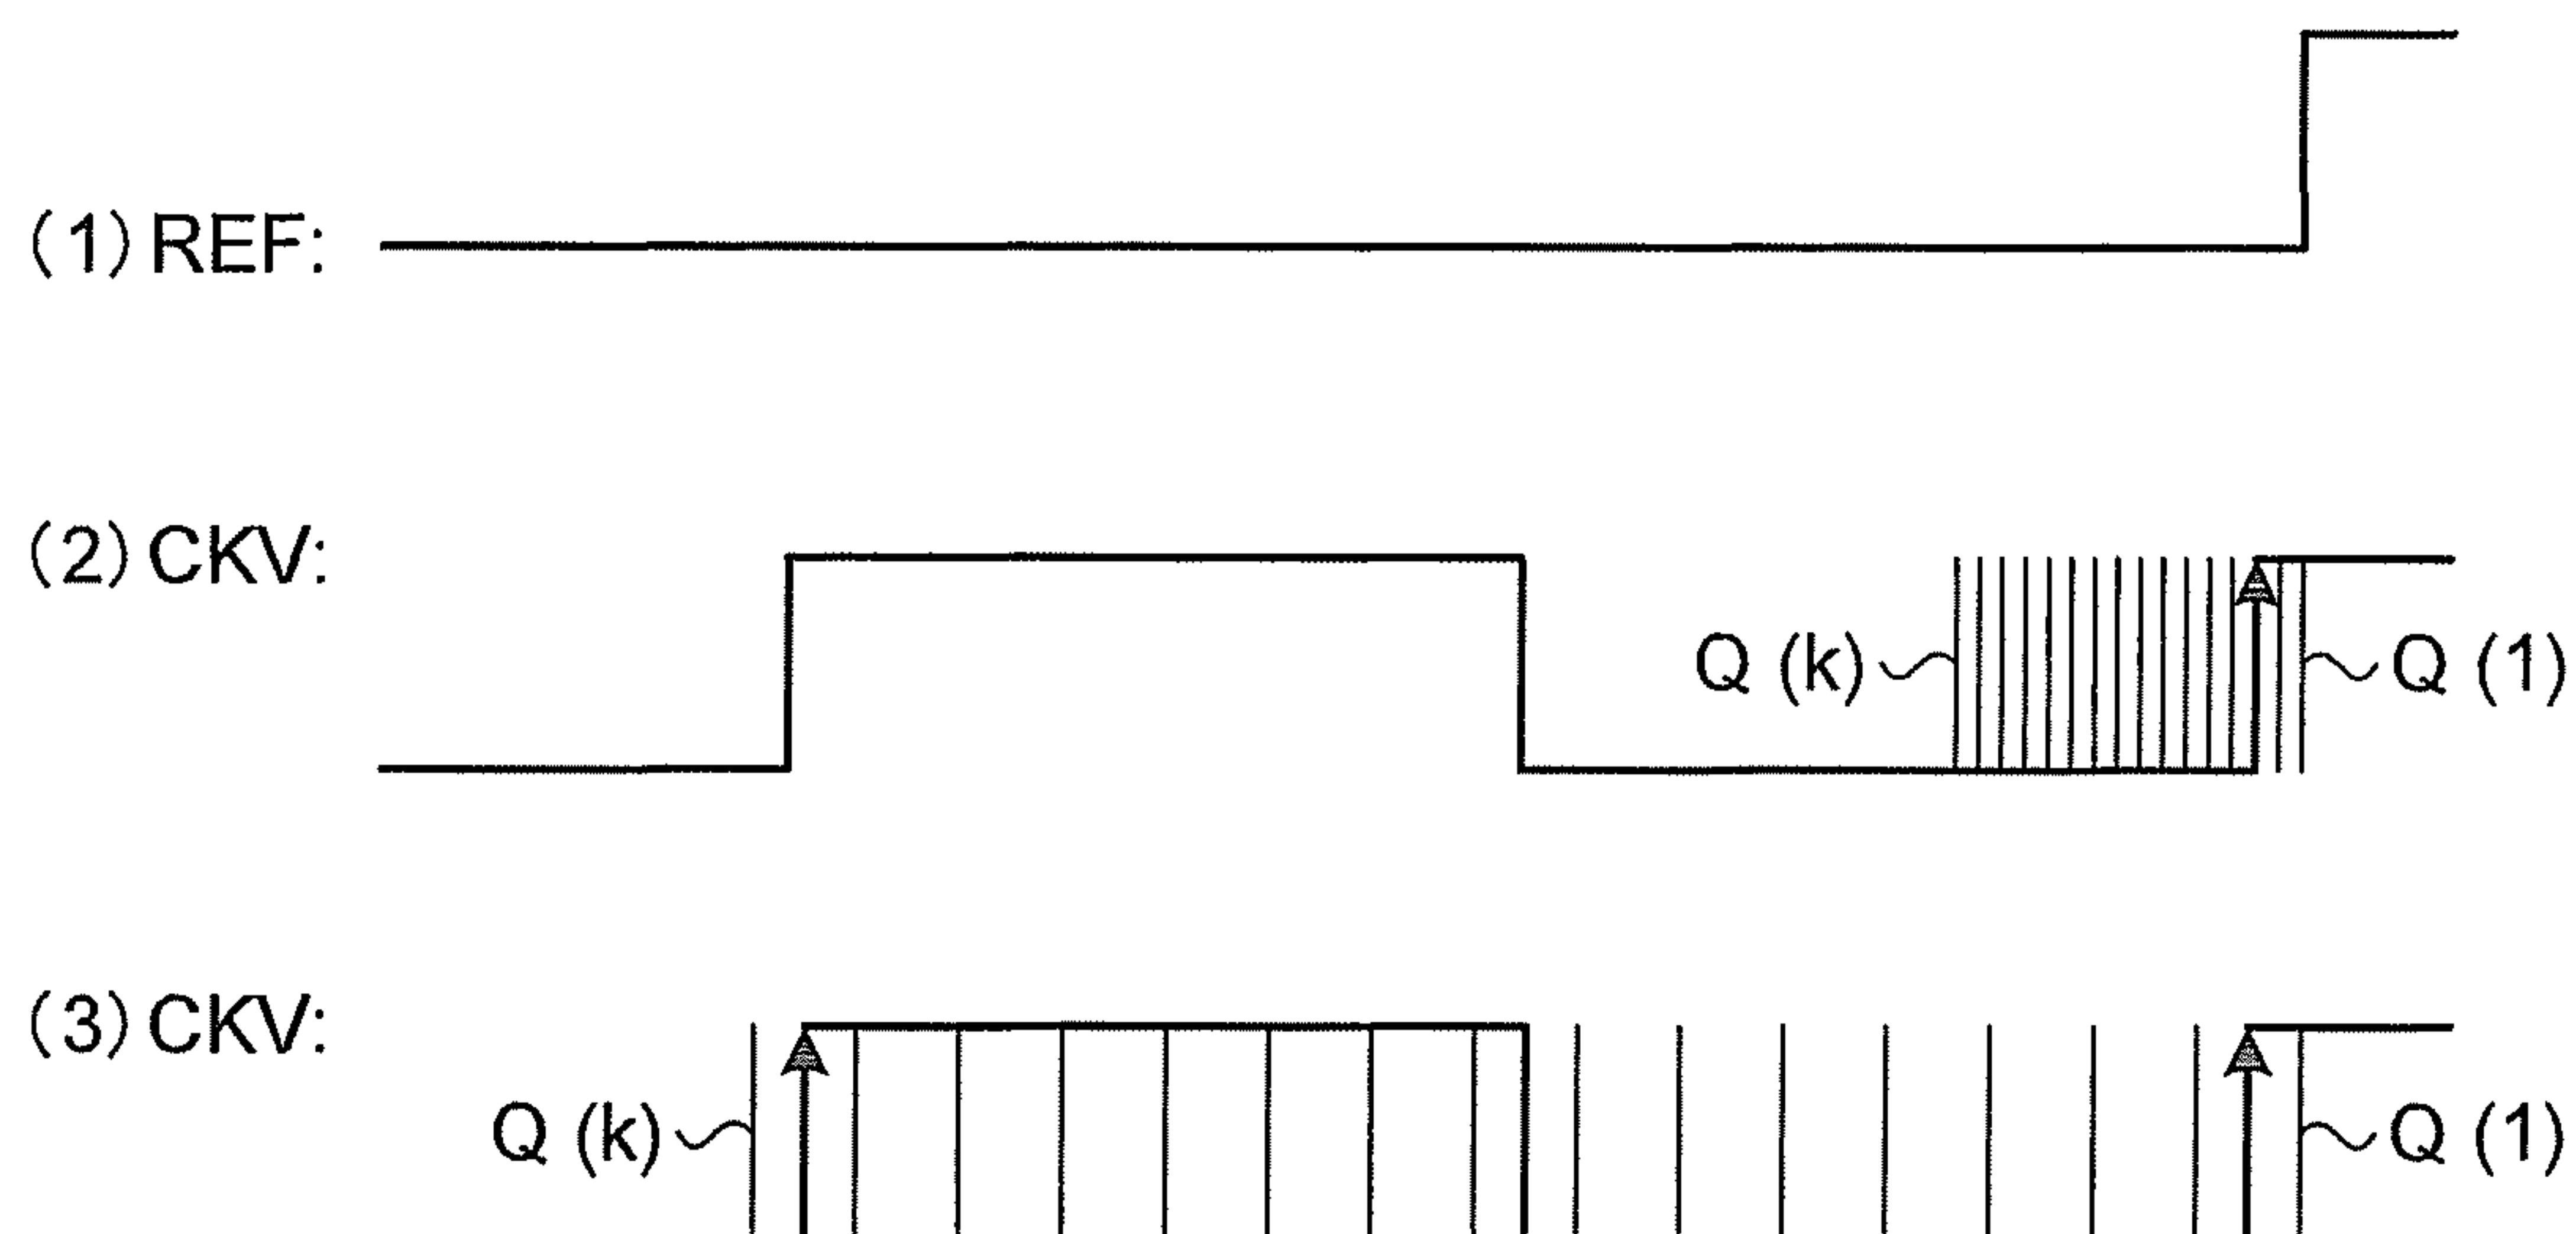 (1) REF:
(2) CKV:
Q (k)
Q (1)
(3) CKV:
Q (k)
Q (1)